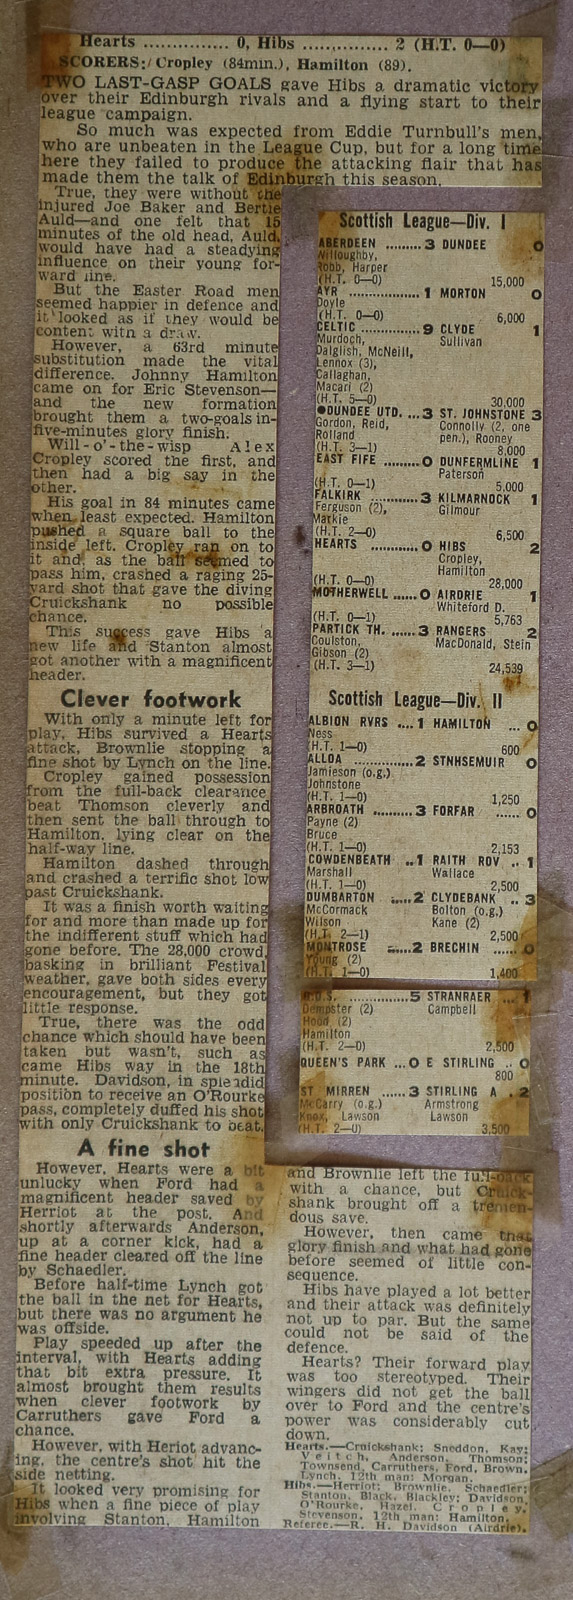 Hearts .............. 0, Hibs ................ 2 (H.T. 0—0)
SCORERS: Cropley (84min.), Hamilton (89).
TWO LAST-GASP GOALS gave Hibs a dramatic victory
over their Edinburgh rivals and a flying start to their
league campaign.
So much was expected from Eddie Turnbull's men,
who are unbeaten in the League Cup, but for a long time
here they failed to produce the attacking flair that has
made them the talk of Edinburgh this season.
True, they were without the
injured Joe Baker and Bertie
Auld—and one felt that 15
minutes of the old head, Auld,
would have had a steadying
influence on their young for-
ward line.
But the Easter Road men
seemed happier in defence and
it looked as if they would be
content with a draw.
However, a 63rd minute
substitution made the vital
difference. Johnny Hamilton
came on for Eric Stevenson—
and the new formation
brought them a two-goals-in-
five-minutes glory finish.
Will-o'-the-wisp Alex
Cropley scored the first, and
then had a big say in the
other.
His goal in 84 minutes came
when least expected. Hamilton
pushed a square ball to the
inside left. Cropley ran on to
it and, as the ball seemed to
pass him, crashed a raging 25-
yard shot that gave the diving
Cruickshank no possible
chance.
This success gave Hibs a
new life and Stanton almost
got another with a magnificent
header.
Clever footwork
With only a minute left for
play, Hibs survived a Hearts
attack, Brownlie stopping a
fine shot by Lynch on the line.
Cropley gained possession
from the full-back clearance,
beat Thomson cleverly and
then sent the ball through to
Hamilton, lying clear on the
half-way line.
Hamilton dashed through
and crashed a terrific shot low
past Cruickshank.
It was a finish worth waiting
for and more than made up for
the indifferent stuff which had
gone before. The 28,000 crowd,
basking in brilliant Festival
weather, gave both sides every
encouragement, but they got
little response.
True, there was the odd
chance which should have been
taken but wasn't, such as
came Hibs way in the 18th
minute. Davidson, in splendid
position to receive an O'Rourke
pass, completely duffed his shot
with only Cruickshank to beat.
A fine shot
However, Hearts were a bit
unlucky when Ford had a
magnificent header saved by
Herriot at the post. And
shortly afterwards Anderson,
up at a corner kick, had a
fine header cleared off the line
by Schaedler.
Before half-time Lynch got
the ball in the net for Hearts,
but there was no argument he
was offside.
Play speeded up after the
interval, with Hearts adding
that bit extra pressure. It
almost brought them results
when clever footwork by
Carruthers gave Ford a
chance.
However, with Heriot advanc-
ing, the centre's shot hit the
side netting.
It looked very promising for
Hibs when a fine piece of play
involving Stanton, Hamilton
and Brownlie left the full-back
with a chance, but Cruick-
shank brought off a tremen-
dous save.
However, then came that
glory finish and what had gone
before seemed of little con-
sequence.
Hibs have played a lot better
and their attack was definitely
not up to par. But the same
could not be said of the
defence.
Hearts? Their forward play
was too stereotyped. Their
wingers did not get the ball
over to Ford and the centre's
power was considerably cut
down.
Hearts.—Cruickshank; Sneddon, Kay;
Veitch, Anderson, Thomson;
Townsend, Carruthers, Ford, Brown,
Lynch. 12th man: Morgan.
Hibs.—Herriot; Brownlie, Schaedler;
Stanton, Black, Blackley; Davidson,
O'Rourke, Hazel, Cropley,
Stevenson. 12th man: Hamilton.
Referee.—R. H. Davidson (Airdrie).
Scottish League—Div. I
ABERDEEN ......... 3 DUNDEE 0
Willoughby,
Robb, Harper
(H.T. 0—0) 15,000
AYR .................. 1 MORTON 0
Doyle
(H.T. 0—0) 6,000
CELTIC ............. 9 CLYDE 1
Murdoch, Sullivan
Dalglish, McNeill,
Lennox (3),
Callaghan,
Macari (2)
(H.T. 5—0) 30,000
●DUNDEE UTD. ... 3 ST. JOHNSTONE 3
Gordon, Reid, Connolly (2, one
Rolland pen.), Rooney
(H.T. 3—1) 8,000
EAST FIFE ......... 0 DUNFERMLINE 1
Paterson
(H.T. 0—1) 5,000
FALKIRK ........... 3 KILMARNOCK 1
Ferguson (2), Gilmour
Markie
(H.T. 2—0) 6,500
HEARTS ............ 0 HIBS 2
Cropley,
Hamilton
(H.T. 0—0) 28,000
MOTHERWELL ..... 0 AIRDRIE 1
Whiteford D.
(H.T. 0—1) 5,763
PARTICK TH. ...... 3 RANGERS 2
Coulston, MacDonald, Stein
Gibson (2)
(H.T. 3—1) 24,539
Scottish League—Div. II
ALBION RVRS .... 1 HAMILTON ... 0
Ness
(H.T. 1—0) 600
ALLOA .............. 2 STNHSEMUIR 0
Jamieson (o.g.)
Johnstone
(H.T. 1—0) 1,250
ARBROATH ......... 3 FORFAR ...... 0
Payne (2)
Bruce
(H.T. 1—0) 2,153
COWDENBEATH .. 1 RAITH ROV .. 1
Marshall Wallace
(H.T. 1—0) 2,500
DUMBARTON ...... 2 CLYDEBANK .. 3
McCormack Bolton (o.g.)
Wilson Kane (2)
(H.T. 2—1) 2,500
MONTROSE ...... 2 BRECHIN ..... 0
Young (2)
(H.T. 1—0) 1,400
............... 5 STRANRAER ... 1
Dempster (2) Campbell
Hood (2)
Hamilton
(H.T. 2—0) 2,500
QUEEN'S PARK ... 0 E STIRLING .. 0
800
ST MIRREN ....... 3 STIRLING A . 2
McCarry (o.g.) Armstrong
Knox, Lawson Lawson
(H.T. 2—0) 3,500